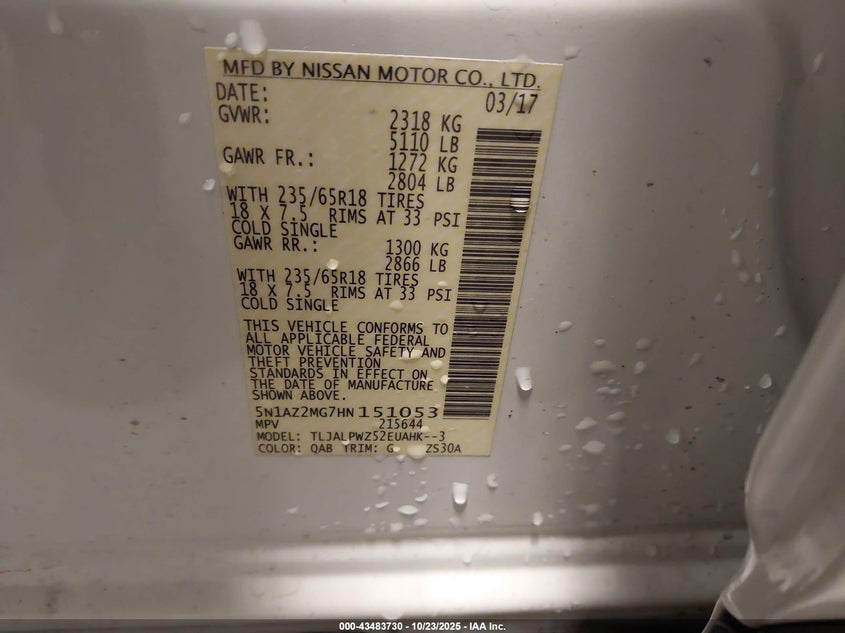 MFD BY NISSAN MOTOR CO., LTD.
DATE: 03/17
GVWR: 2318 KG
5110 LB
GAWR FR.: 1272 KG
2804 LB
WITH 235/65R18 TIRES
18 X 7.5 RIMS AT 33 PSI
COLD SINGLE
GAWR RR.: 1300 KG
2866 LB
WITH 235/65R18 TIRES
18 X 7.5 RIMS AT 33 PSI
COLD SINGLE
THIS VEHICLE CONFORMS TO
ALL APPLICABLE FEDERAL
MOTOR VEHICLE SAFETY AND
THEFT PREVENTION
STANDARDS IN EFFECT ON
THE DATE OF MANUFACTURE
SHOWN ABOVE.
5N1AZ2MG7HN151053
MPV 215644
MODEL: TLJALPWZ52EUAHK--3
COLOR: QAB TRIM: G ZS30A
000-43483730 - 10/23/2025 - IAA Inc.